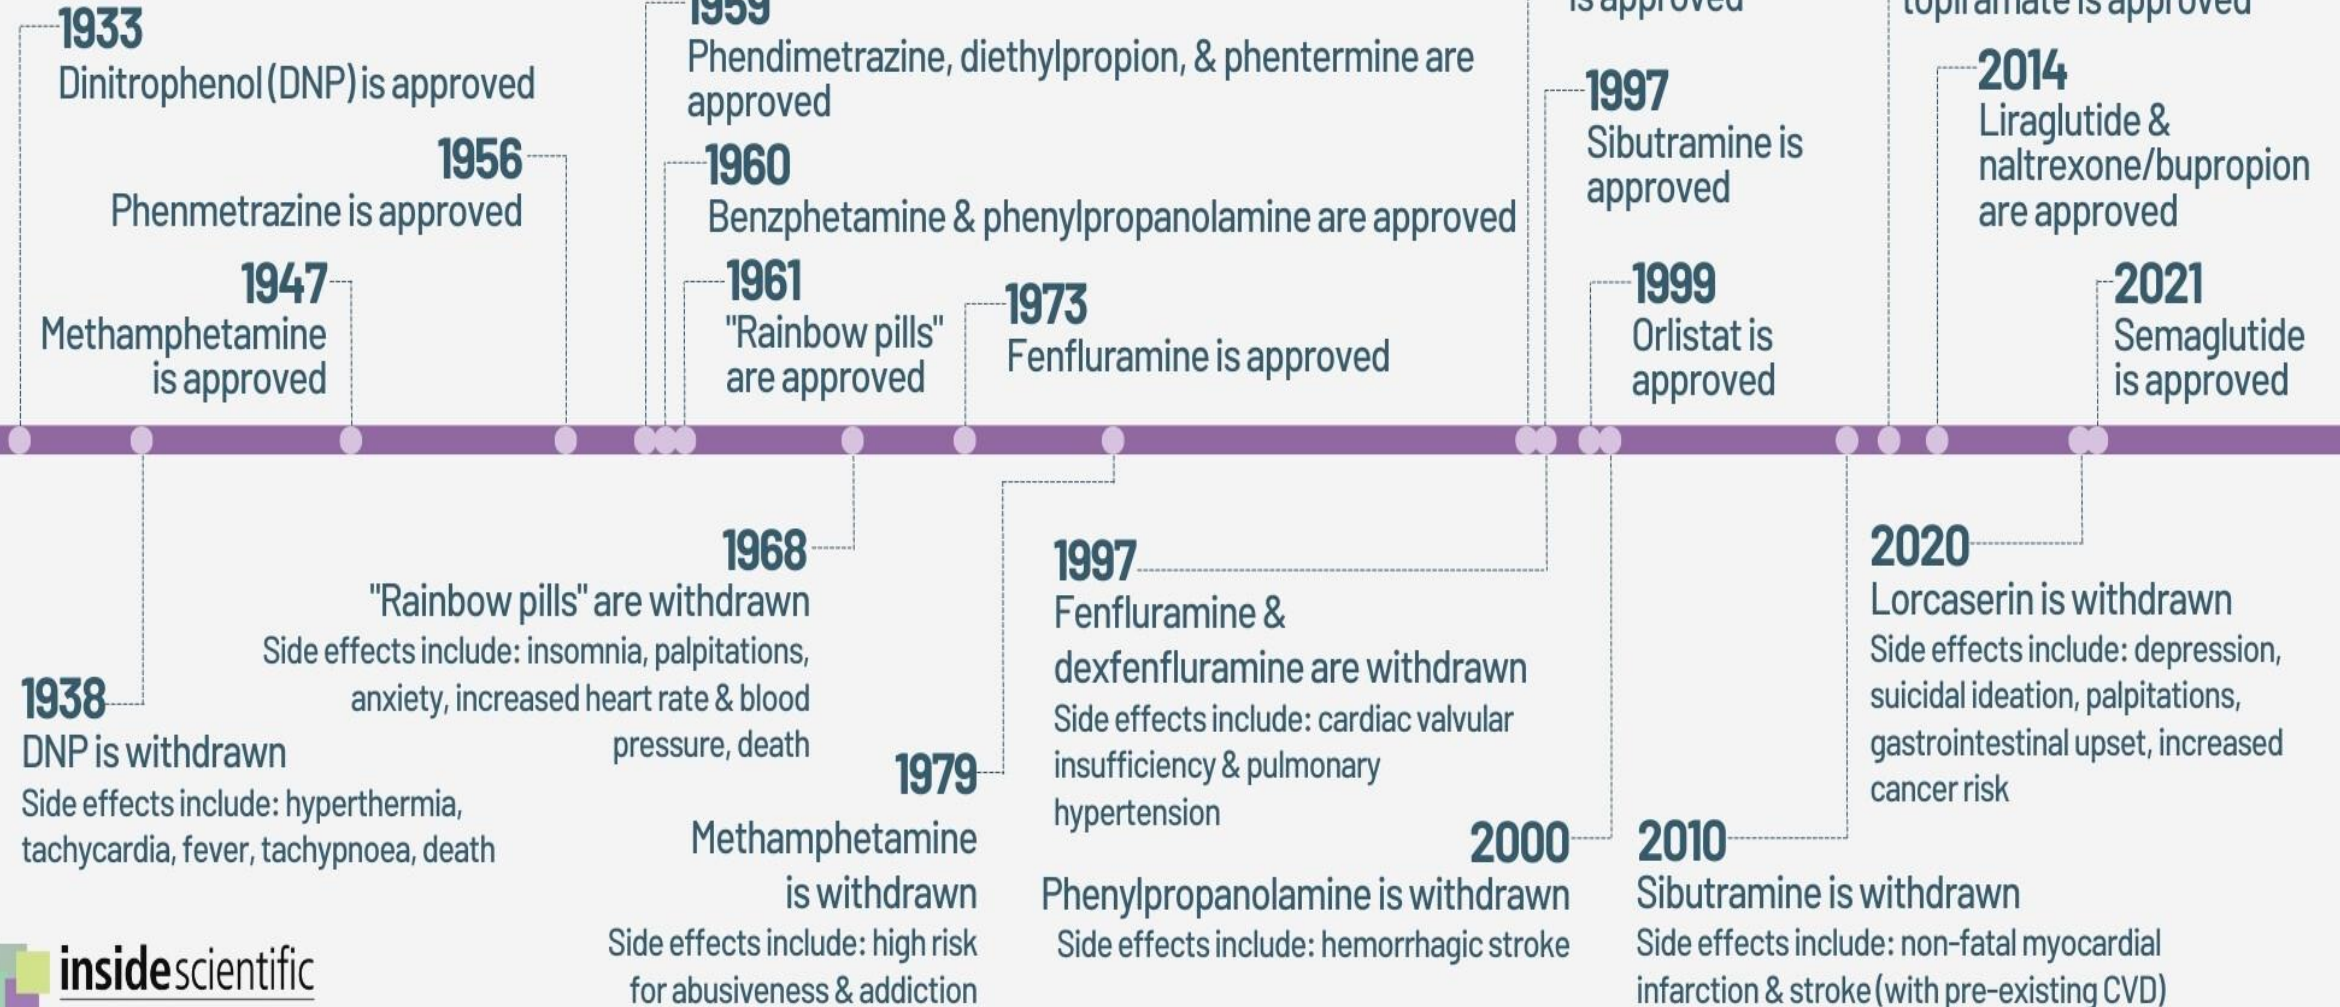 1933
Dinitrophenol (DNP) is approved
1956
Phenmetrazine is approved
1947
Methamphetamine
is approved
1959
Phendimetrazine, diethylpropion, & phentermine are
approved
1960
Benzphetamine & phenylpropanolamine are approved
1961
"Rainbow pills"
are approved
1973
Fenfluramine is approved
is approved
1997
Sibutramine is
approved
1999
Orlistat is
approved
topiramate is approved
2014
Liraglutide &
naltrexone/bupropion
are approved
2021
Semaglutide
is approved
1938
DNP is withdrawn
Side effects include: hyperthermia,
tachycardia, fever, tachypnoea, death
1968
"Rainbow pills" are withdrawn
Side effects include: insomnia, palpitations,
anxiety, increased heart rate & blood
pressure, death
1979
Methamphetamine
is withdrawn
Side effects include: high risk
for abusiveness & addiction
1997
Fenfluramine &
dexfenfluramine are withdrawn
Side effects include: cardiac valvular
insufficiency & pulmonary
hypertension
2000
Phenylpropanolamine is withdrawn
Side effects include: hemorrhagic stroke
2010
Sibutramine is withdrawn
Side effects include: non-fatal myocardial
infarction & stroke (with pre-existing CVD)
2020
Lorcaserin is withdrawn
Side effects include: depression,
suicidal ideation, palpitations,
gastrointestinal upset, increased
cancer risk
insidescientific